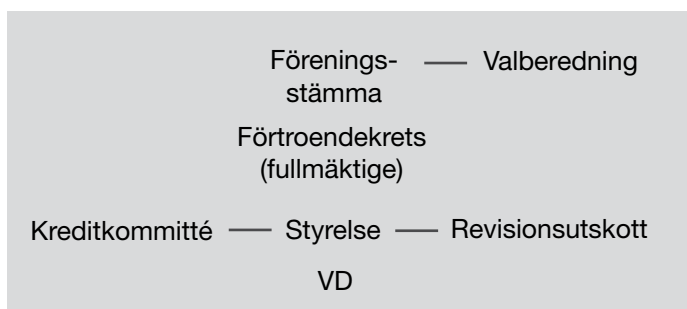 Förenings- Valberedning
stämma
Förtroendekrets
(fullmäktige)
Kreditkommitté Styrelse Revisionsutskott
VD